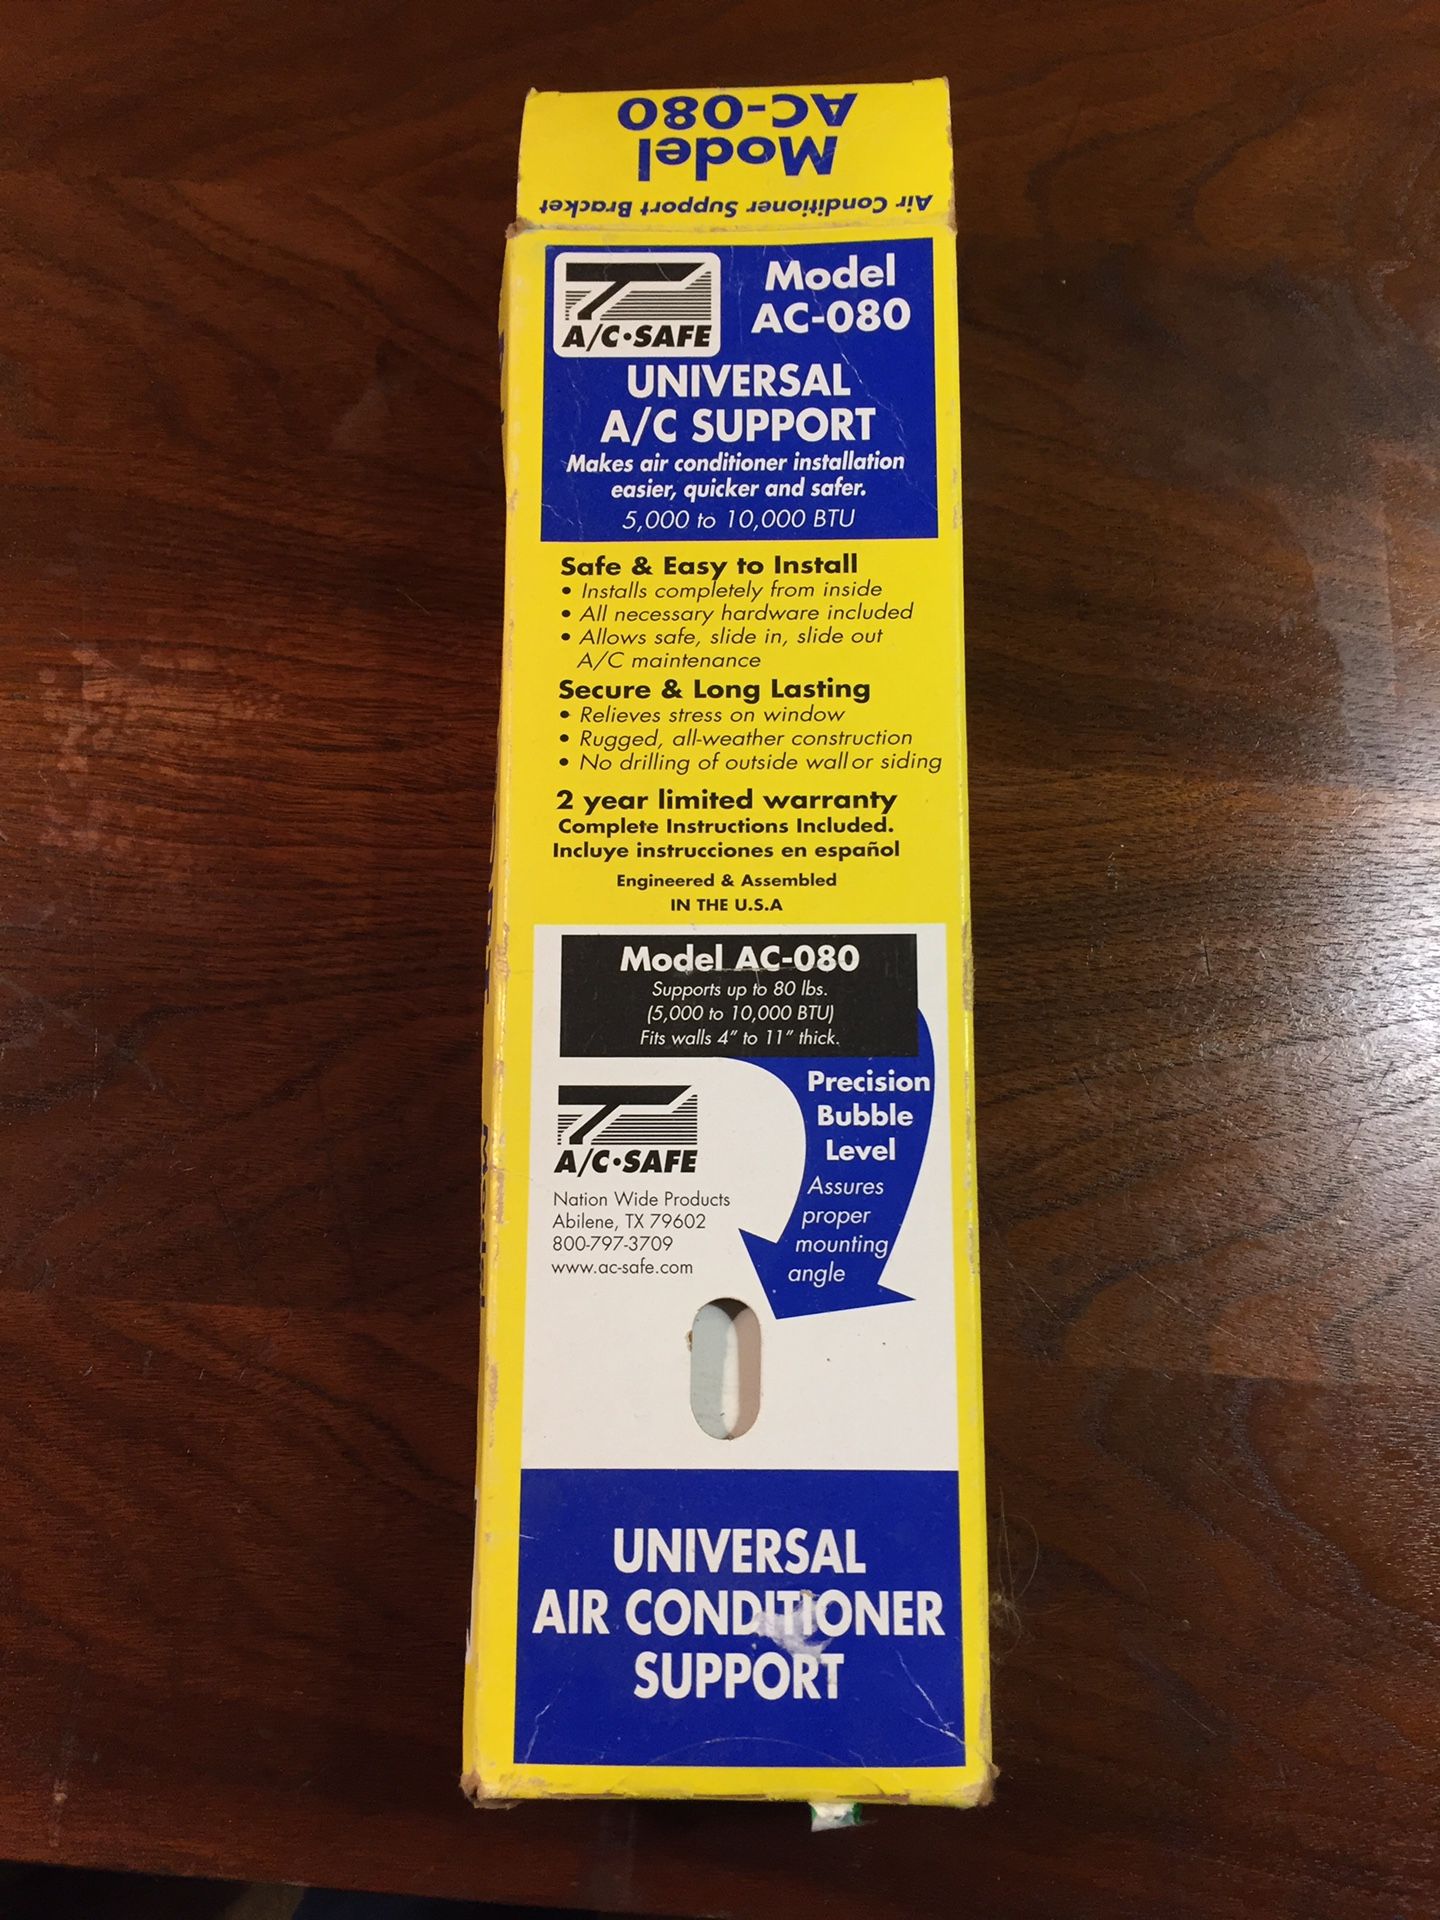 Air Conditioner Support Bracket
Model
AC-080
A/C•SAFE
Model
AC-080
UNIVERSAL
A/C SUPPORT
Makes air conditioner installation
easier, quicker and safer.
5,000 to 10,000 BTU
Safe & Easy to Install
• Installs completely from inside
• All necessary hardware included
• Allows safe, slide in, slide out
A/C maintenance
Secure & Long Lasting
• Relieves stress on window
• Rugged, all-weather construction
• No drilling of outside wall or siding
2 year limited warranty
Complete Instructions Included.
Incluye instrucciones en español
Engineered & Assembled
IN THE U.S.A
Model AC-080
Supports up to 80 lbs.
(5,000 to 10,000 BTU)
Fits walls 4" to 11" thick.
Precision
Bubble
Level
Assures
proper
mounting
angle
A/C•SAFE
Nation Wide Products
Abilene, TX 79602
800-797-3709
www.ac-safe.com
UNIVERSAL
AIR CONDITIONER
SUPPORT